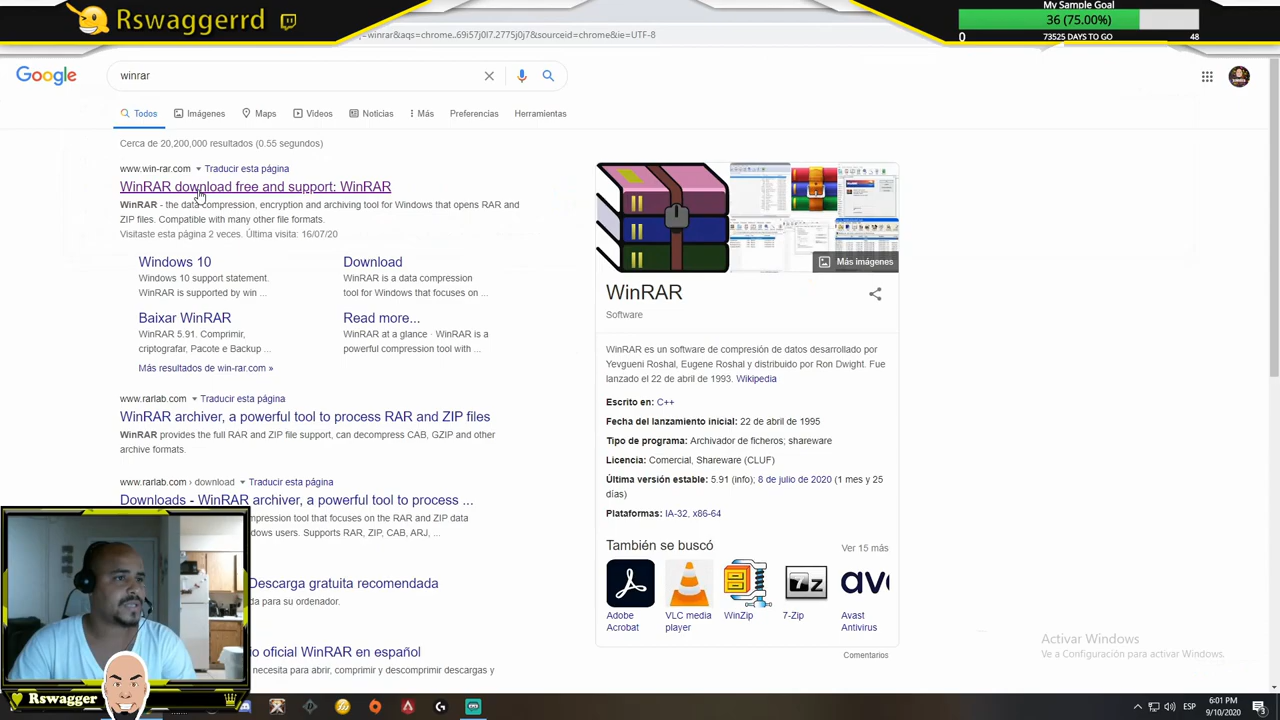 Rswaggerrd
My Sample Goal
36 (75.00%)
0
73525 DAYS TO GO
48
=winrar&aqs=chrome..69i57j0l7.2775j0j7&sourceid=chrome&ie=UTF-8
Google
winrar
Todos
Imágenes
Maps
Videos
Noticias
Más
Preferencias
Herramientas
Cerca de 20,200,000 resultados (0.55 segundos)
www.win-rar.com
Traducir esta página
WinRAR download free and support: WinRAR
WinRAR - the data compression, encryption and archiving tool for Windows that opens RAR and
ZIP files. Compatible with many other file formats.
Visitaste esta página 2 veces. Última visita: 16/07/20
Windows 10
Windows 10 support statement.
WinRAR is supported by win ...
Download
WinRAR is a data compression
tool for Windows that focuses on ...
Baixar WinRAR
WinRAR 5.91. Comprimir,
criptografar, Pacote e Backup ...
Read more...
WinRAR at a glance · WinRAR is a
powerful compression tool with ...
Más resultados de win-rar.com »
www.rarlab.com
Traducir esta página
WinRAR archiver, a powerful tool to process RAR and ZIP files
WinRAR provides the full RAR and ZIP file support, can decompress CAB, GZIP and other
archive formats.
www.rarlab.com › download
Traducir esta página
Downloads - WinRAR archiver, a powerful tool to process ...
mpression tool that focuses on the RAR and ZIP data
dows users. Supports RAR, ZIP, CAB, ARJ, ...
Descarga gratuita recomendada
da para su ordenador.
o oficial WinRAR en español
necesita para abrir, comprimir y descomprimir descargas y
Más imágenes
WinRAR
Software
WinRAR es un software de compresión de datos desarrollado por
Yevgueni Roshal, Eugene Roshal y distribuido por Ron Dwight. Fue
lanzado el 22 de abril de 1993. Wikipedia
Escrito en: C++
Fecha del lanzamiento inicial: 22 de abril de 1995
Tipo de programa: Archivador de ficheros; shareware
Licencia: Comercial, Shareware (CLUF)
Última versión estable: 5.91 (info); 8 de julio de 2020 (1 mes y 25
días)
Plataformas: IA-32, x86-64
También se buscó
Ver 15 más
7z
avo
Adobe
Acrobat
VLC media
player
WinZip
7-Zip
Avast
Antivirus
Comentarios
Activar Windows
Ve a Configuración para activar Windows.
Rswagger
ESP
6:01 PM
9/10/2020
3